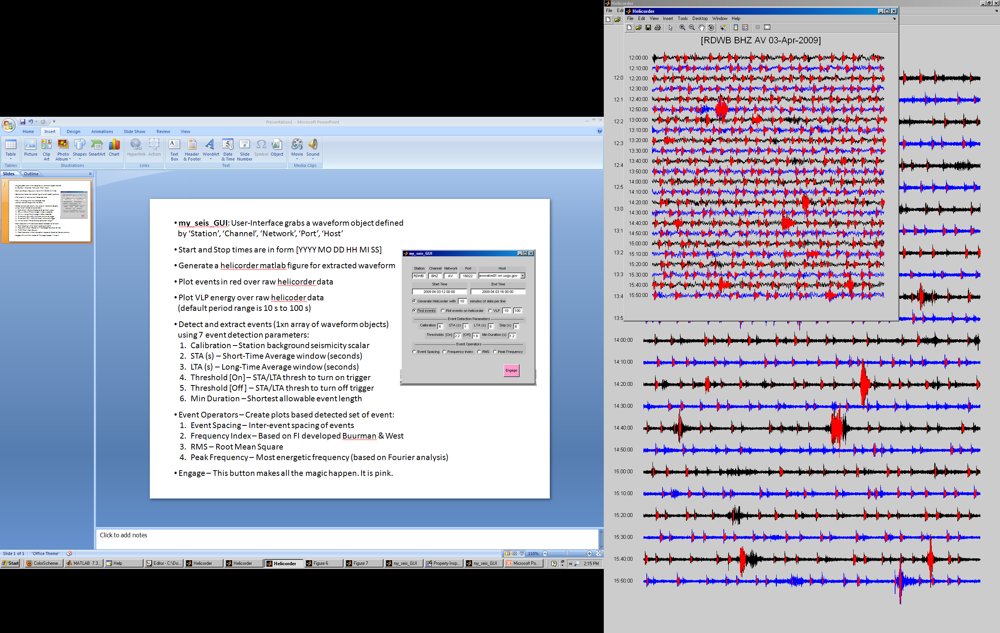 Presentation1 - Microsoft PowerPoint
Home Insert Design Animations Slide Show Review View
Table
Picture
Clip Art
Photo Album
Shapes
SmartArt
Chart
Hyperlink
Action
Text Box
Header & Footer
WordArt
Date & Time
Slide Number
Symbol
Object
Movie
Sound
Tables Illustrations Links Text Media Clips
Slides Outline x
1
• my_seis_GUI: User-Interface grabs a waveform object defined
by ‘Station’, ‘Channel’, ‘Network’, ‘Port’, ‘Host’
• Start and Stop times are in form [YYYY MO DD HH MI SS]
• Generate a helicorder matlab figure for extracted waveform
• Plot events in red over raw helicorder data
• Plot VLP energy over raw helicoder data
(default period range is 10 s to 100 s)
• Detect and extract events (1xn array of waveform objects)
using 7 event detection parameters:
1. Calibration – Station background seismicity scalar
2. STA (s) – Short-Time Average window (seconds)
3. LTA (s) – Long-Time Average window (seconds)
4. Threshold [On] – STA/LTA thresh to turn on trigger
5. Threshold [Off] – STA/LTA thresh to turn off trigger
6. Min Duration – Shortest allowable event length
• Event Operators – Create plots based detected set of event:
1. Event Spacing – Inter-event spacing of events
2. Frequency Index – Based on FI developed Buurman & West
3. RMS – Root Mean Square
4. Peak Frequency – Most energetic frequency (based on Fourier analysis)
• Engage – This button makes all the magic happen. It is pink.
my_seis_GUI
Station Channel Network Port Host
RDWB BHZ AV 16022 avovalve01.wr.usgs.gov
Start Time End Time
2009 04 03 12 00 00 2009 04 03 16 00 00
Generate Helicorder with 10 minutes of data per line
Find events Plot events on helicorder VLP 10 100
Event Detection Parameters
Calibration 6 STA (s) 1 LTA (s) 8 Skip (s) 6
Thresholds [On] 2.2 [Off] 1.6 Min Duration (s) 1.2
Event Operators
Event Spacing Frequency Index RMS Peak Frequency
Engage
Click to add notes
Slide 1 of 1 "Office Theme" 110%
Start ColorScheme... MATLAB 7.3... Help Editor - C:\Do... Helicorder Helicorder Helicorder Figure 6 Figure 7 my_seis_GUI Property Insp... my_seis_GUI Microsoft Po... 2:15 PM
Helicorder
File Edi
Helicorder
File Edit View Insert Tools Desktop Window Help
[RDWB BHZ AV 03-Apr-2009]
12:00:00
12:10:00
12:20:00
12:30:00
12:40:00
12:50:00
13:00:00
13:10:00
13:20:00
13:30:00
13:40:00
13:50:00
14:00:00
14:10:00
14:20:00
14:30:00
14:40:00
14:50:00
15:00:00
15:10:00
15:20:00
15:30:00
15:40:00
15:50:00
12:0
12:1
12:2
12:3
12:4
12:5
13:0
13:1
13:2
13:3
13:4
13:5
14:00:00
14:10:00
14:20:00
14:30:00
14:40:00
14:50:00
15:00:00
15:10:00
15:20:00
15:30:00
15:40:00
15:50:00